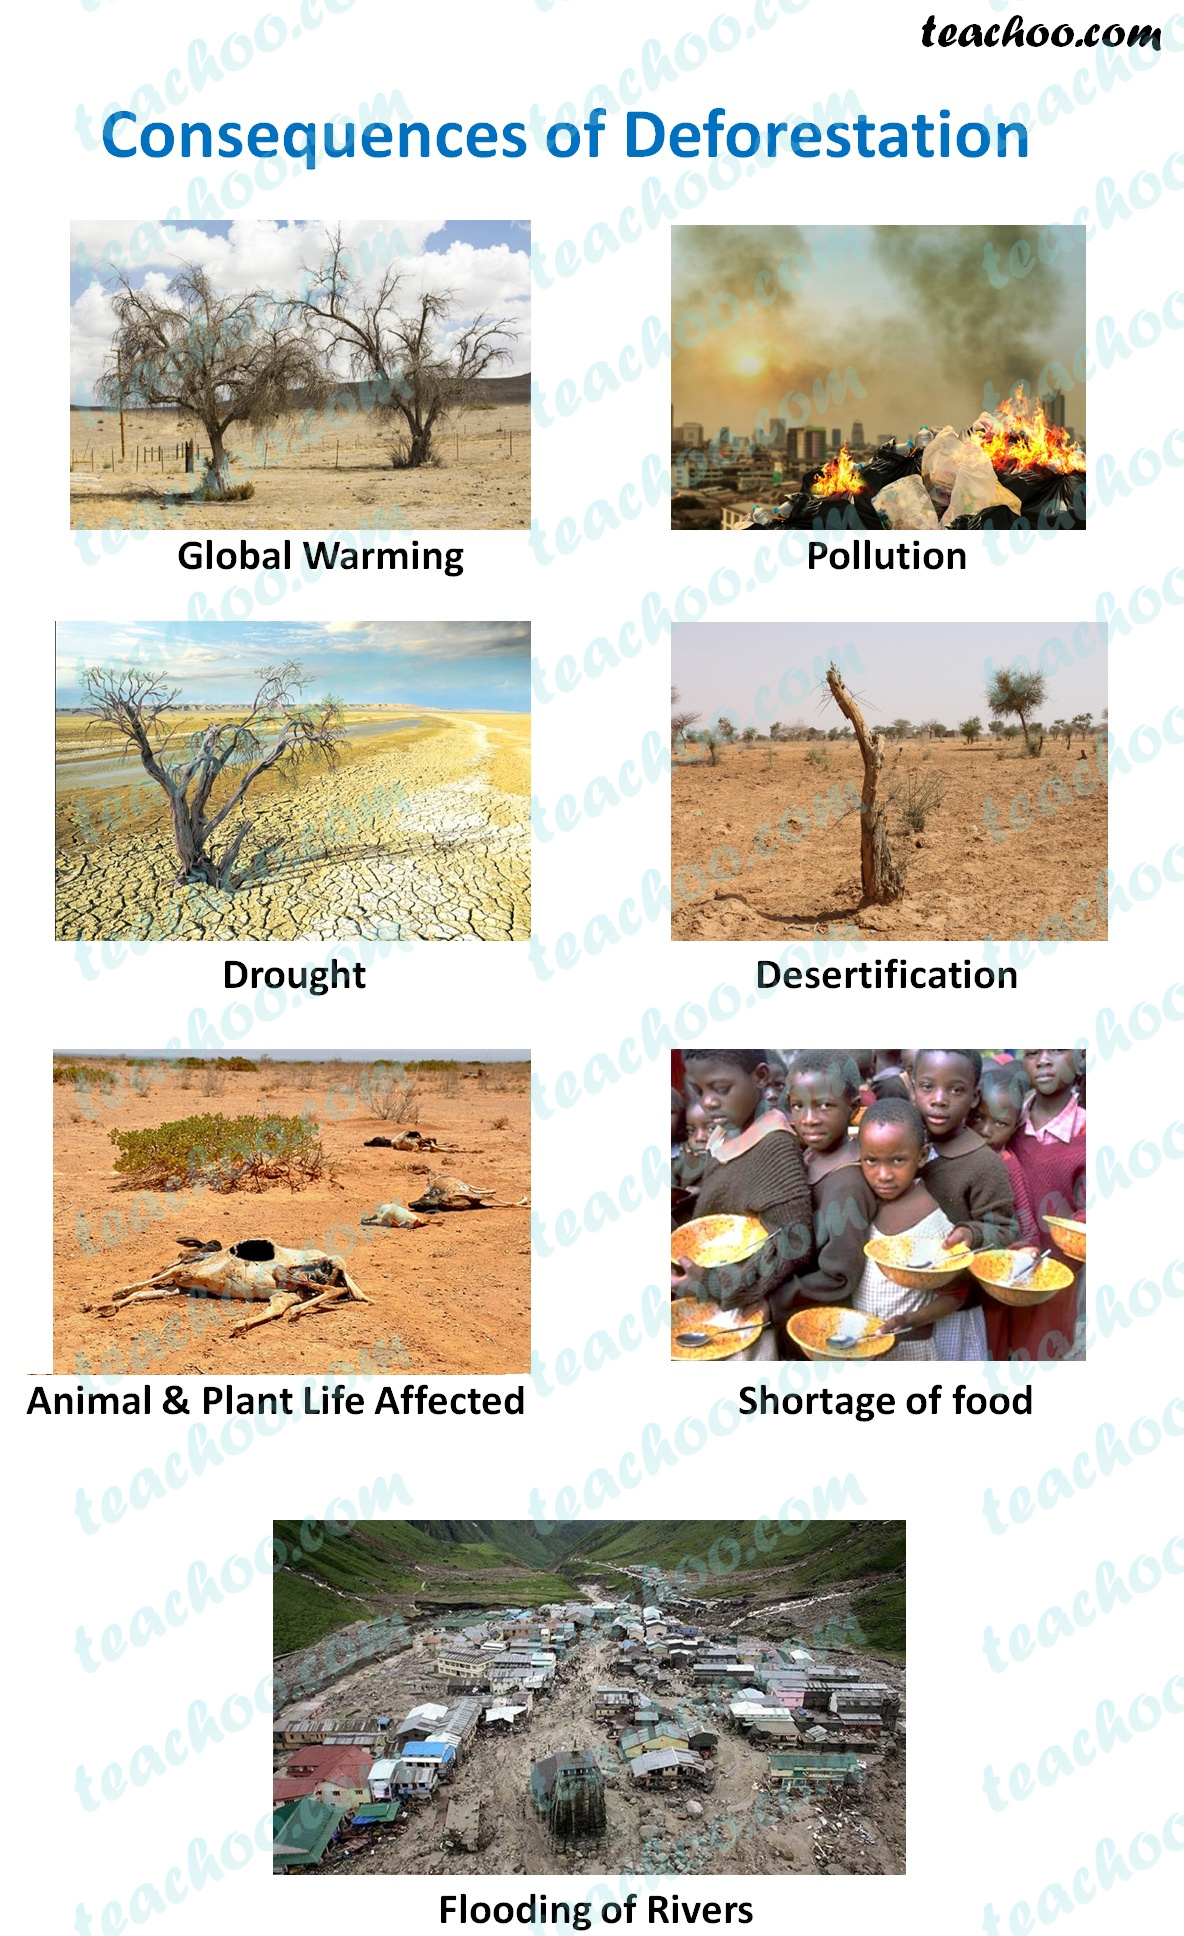 teachoo.com
Consequences of Deforestation
Global Warming
Pollution
Drought
Desertification
Animal & Plant Life Affected
Shortage of food
Flooding of Rivers